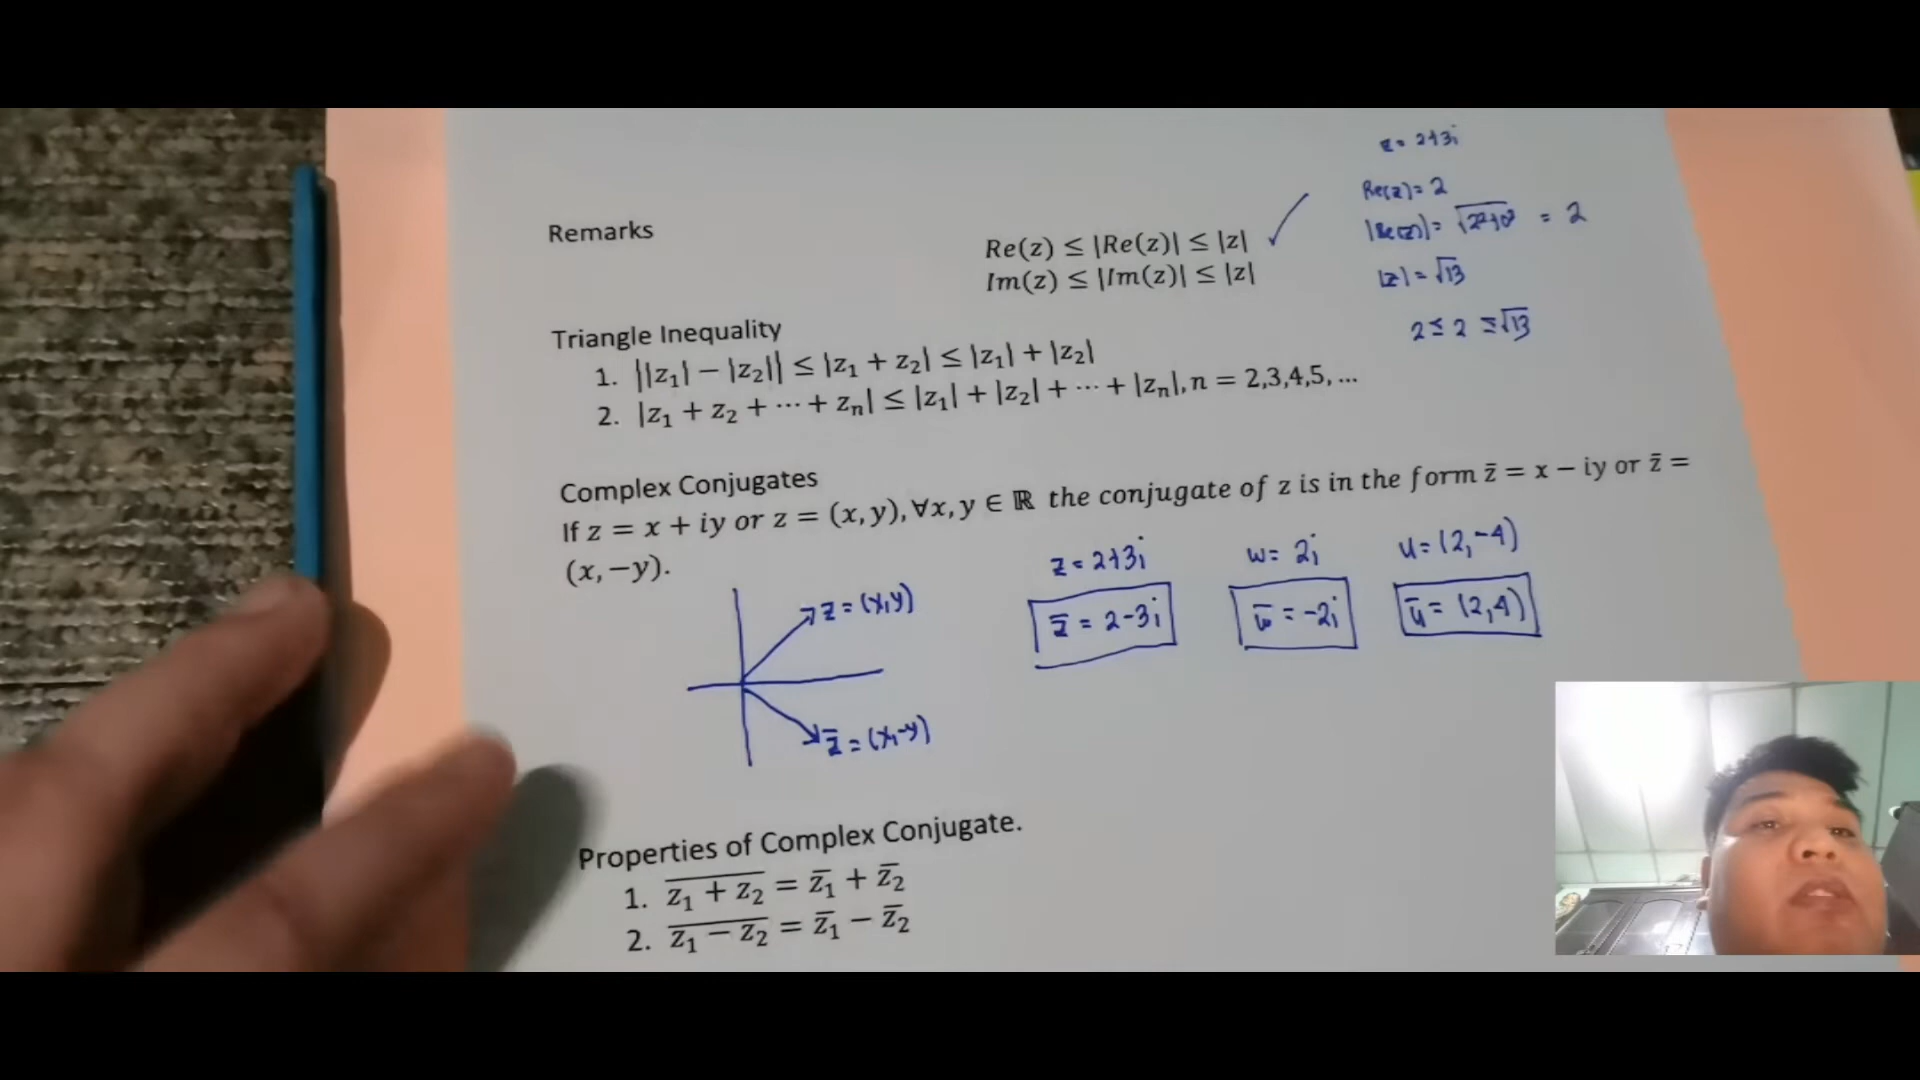 z = 2+3i
Re(z) = 2
|Re(z)| = √2²+0² = 2
|z| = √13
2 ≤ 2 ≤ √13
Remarks
Re(z) ≤ |Re(z)| ≤ |z| ✓
Im(z) ≤ |Im(z)| ≤ |z|
Triangle Inequality
1. ||z₁| − |z₂|| ≤ |z₁ + z₂| ≤ |z₁| + |z₂|
2. |z₁ + z₂ + ⋯ + zₙ| ≤ |z₁| + |z₂| + ⋯ + |zₙ|, n = 2,3,4,5, …
Complex Conjugates
If z = x + iy or z = (x, y), ∀x, y ∈ ℝ the conjugate of z is in the form z̄ = x − iy or z̄ =
(x, −y).
z = 2+3i w = 2i u = (2,-4)
z̄ = 2-3i w̄ = -2i ū = (2,4)
z = (x,y)
z̄ = (x,-y)
Properties of Complex Conjugate.
1. z̅₁̅ ̅+̅ ̅z̅₂̅ = z̄₁ + z̄₂
2. z̅₁̅ ̅−̅ ̅z̅₂̅ = z̄₁ − z̄₂